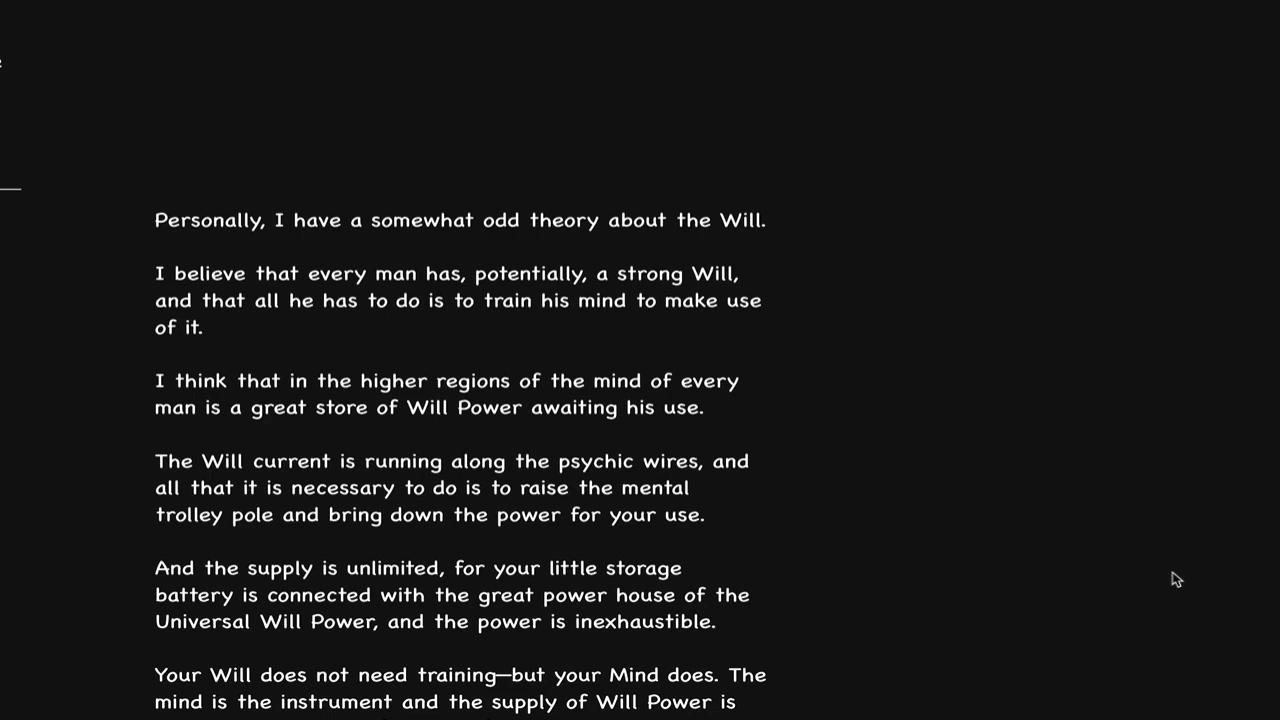 Personally, I have a somewhat odd theory about the Will.
I believe that every man has, potentially, a strong Will,
and that all he has to do is to train his mind to make use
of it.
I think that in the higher regions of the mind of every
man is a great store of Will Power awaiting his use.
The Will current is running along the psychic wires, and
all that it is necessary to do is to raise the mental
trolley pole and bring down the power for your use.
And the supply is unlimited, for your little storage
battery is connected with the great power house of the
Universal Will Power, and the power is inexhaustible.
Your Will does not need training—but your Mind does. The
mind is the instrument and the supply of Will Power is